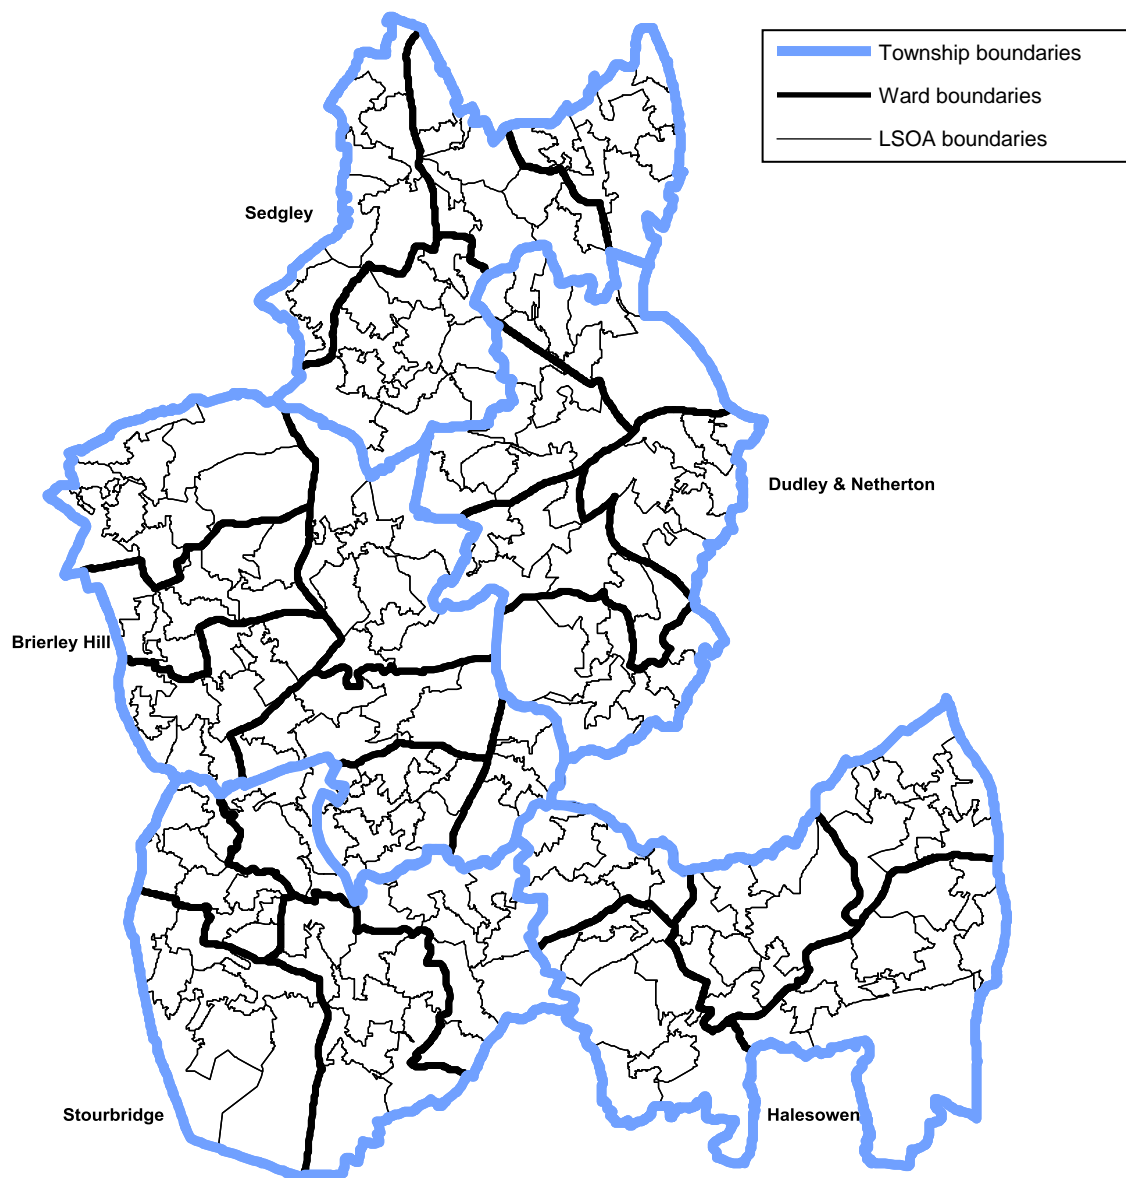 Township boundaries
Ward boundaries
LSOA boundaries
Sedgley
Dudley & Netherton
Brierley Hill
Stourbridge
Halesowen